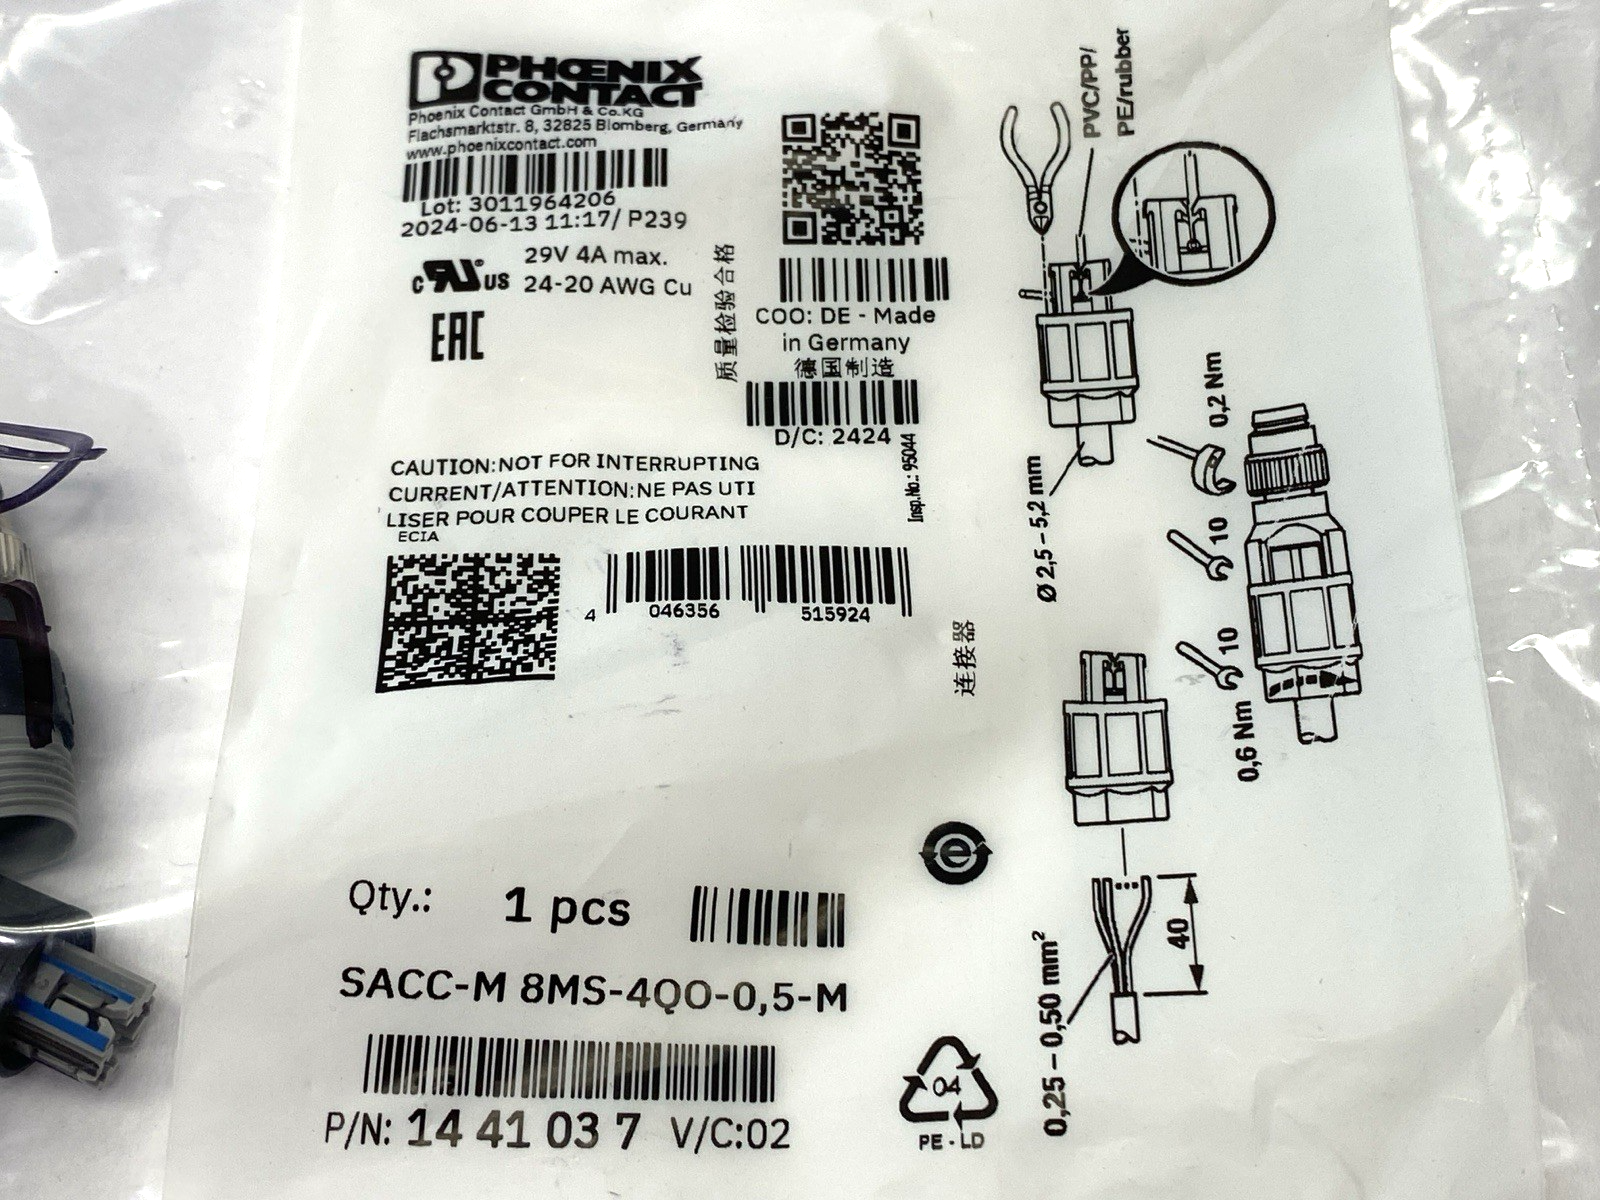 PHOENIX
CONTACT
Phoenix Contact GmbH & Co.KG
Flachsmarktstr. 8, 32825 Blomberg, Germany
www.phoenixcontact.com
Lot: 3011964206
2024-06-13 11:17/ P239
c RU® US
29V 4A max.
24-20 AWG Cu
EAC
质量检验合格
COO: DE - Made
in Germany
德国制造
D/C: 2424
Insp.No.: 95044
CAUTION:NOT FOR INTERRUPTING
CURRENT/ATTENTION:NE PAS UTI
LISER POUR COUPER LE COURANT
ECIA
4 046356 515924
连接器
Qty.: 1 pcs
SACC-M 8MS-4QO-0,5-M
P/N: 14 41 03 7 V/C:02
e
04
PE-LD
PVC/PP/
PE/rubber
Ø 2,5 – 5,2 mm
0,2 Nm
10
10
0,6 Nm
40
0,25 – 0,50 mm²